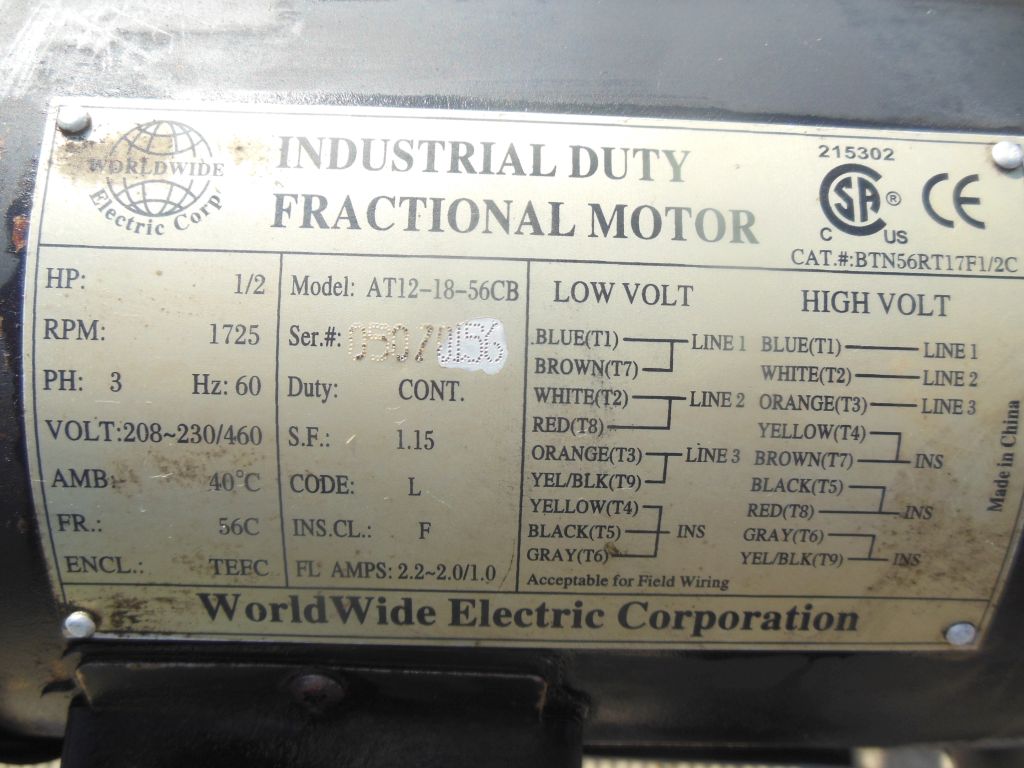 WORLDWIDE
Electric Corp
INDUSTRIAL DUTY
FRACTIONAL MOTOR
215302
CSA®
C US
CE
CAT.#:BTN56RT17F1/2C
HP: 1/2
RPM: 1725
PH: 3 Hz: 60
VOLT:208~230/460
AMB: 40°C
FR.: 56C
ENCL.: TEFC
Model: AT12-18-56CB
Ser.#: 05070156
Duty: CONT.
S.F.: 1.15
CODE: L
INS.CL.: F
FL AMPS: 2.2~2.0/1.0
LOW VOLT
BLUE(T1) LINE 1
BROWN(T7)
WHITE(T2) LINE 2
RED(T8)
ORANGE(T3) LINE 3
YEL/BLK(T9)
YELLOW(T4)
BLACK(T5) INS
GRAY(T6)
Acceptable for Field Wiring
HIGH VOLT
BLUE(T1) LINE 1
WHITE(T2) LINE 2
ORANGE(T3) LINE 3
YELLOW(T4)
BROWN(T7) INS
BLACK(T5)
RED(T8) INS
GRAY(T6)
YEL/BLK(T9) INS
Made in China
WorldWide Electric Corporation